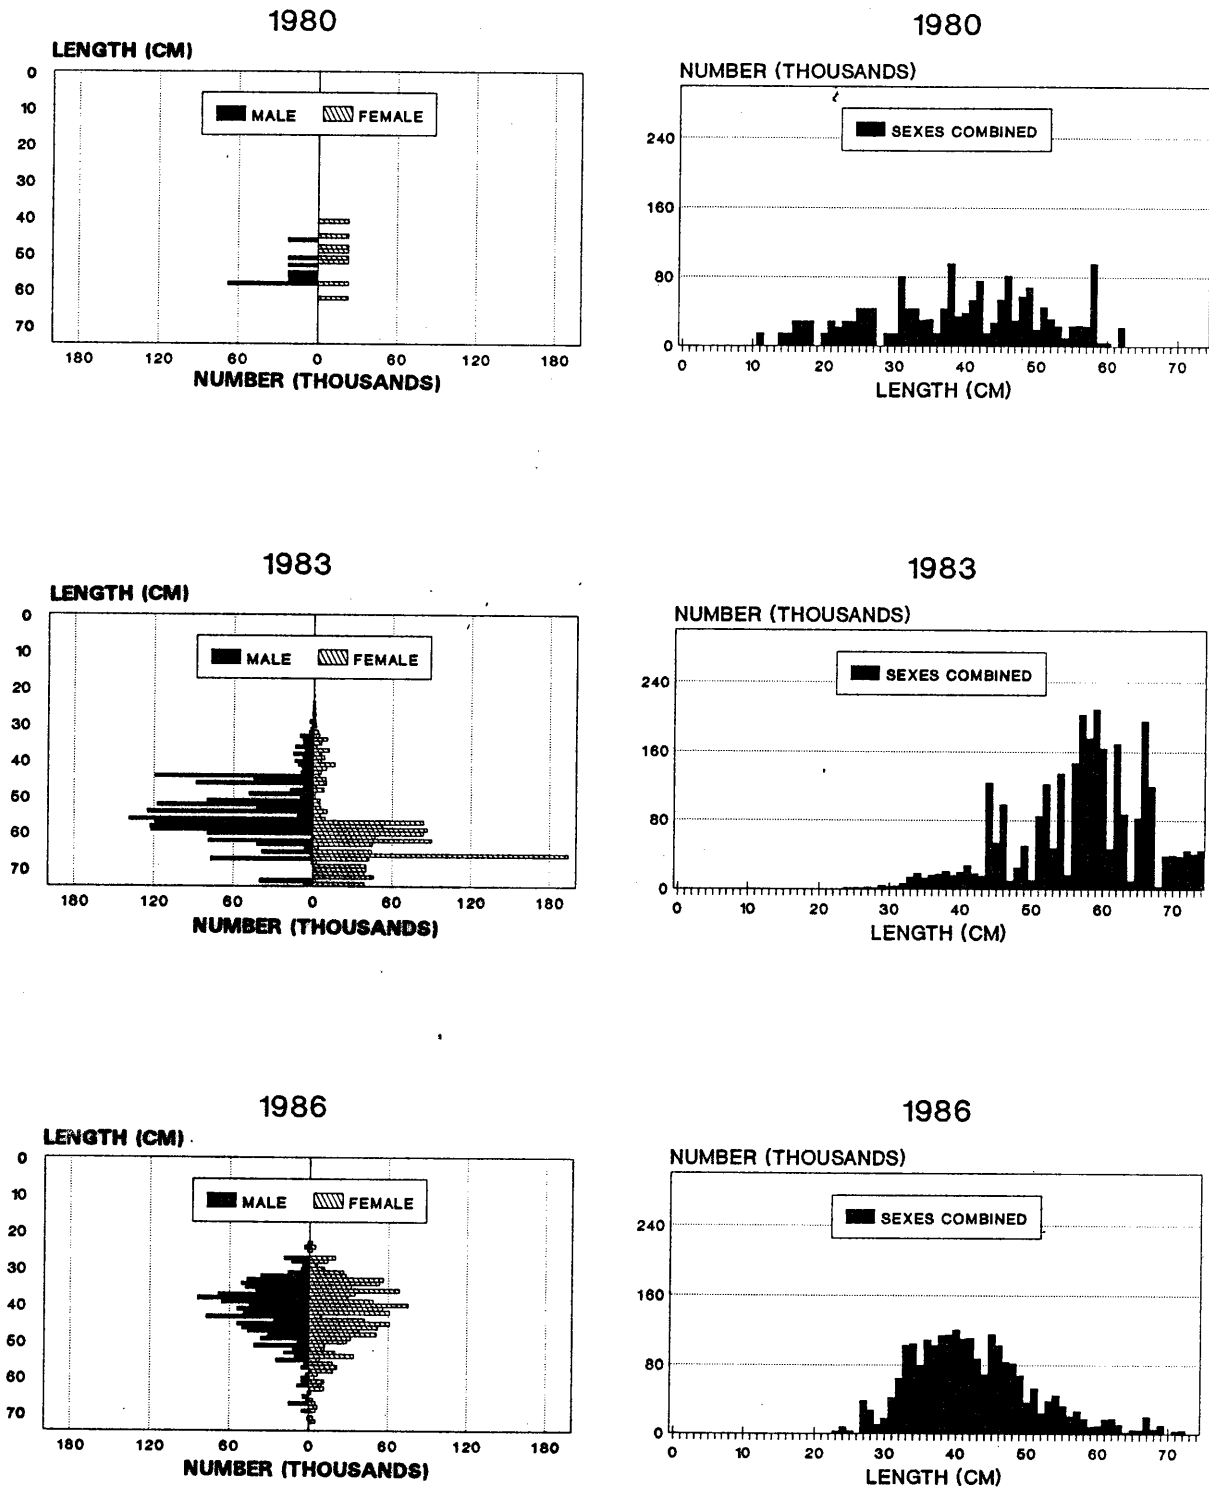 1980
LENGTH (CM)
0
10
20
30
40
50
60
70
MALE FEMALE
180 120 60 0 60 120 180
NUMBER (THOUSANDS)
1980
NUMBER (THOUSANDS)
SEXES COMBINED
240
160
80
0
0 10 20 30 40 50 60 70
LENGTH (CM)
1983
LENGTH (CM)
0
10
20
30
40
50
60
70
MALE FEMALE
180 120 60 0 60 120 180
NUMBER (THOUSANDS)
1983
NUMBER (THOUSANDS)
SEXES COMBINED
240
160
80
0
0 10 20 30 40 50 60 70
LENGTH (CM)
1986
LENGTH (CM)
0
10
20
30
40
50
60
70
MALE FEMALE
180 120 60 0 60 120 180
NUMBER (THOUSANDS)
1986
NUMBER (THOUSANDS)
SEXES COMBINED
240
160
80
0
0 10 20 30 40 50 60 70
LENGTH (CM)